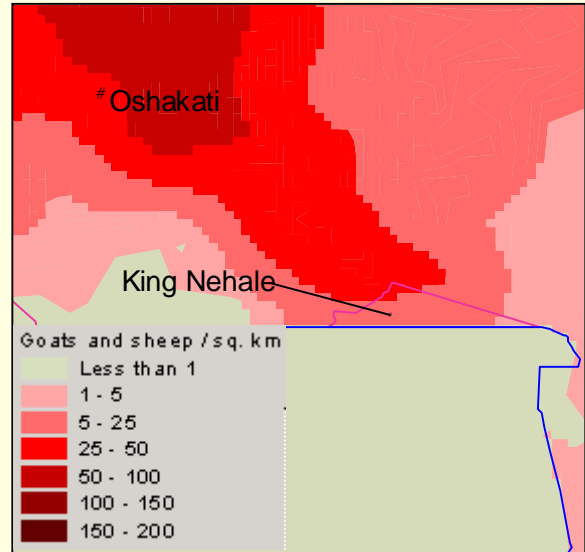 # Oshakati
King Nehale
Goats and sheep / sq. km
Less than 1
1 - 5
5 - 25
25 - 50
50 - 100
100 - 150
150 - 200